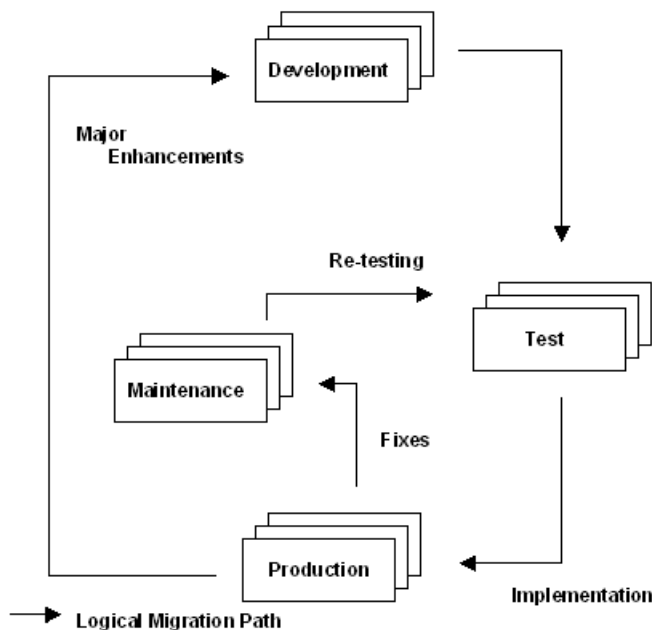 Development
Major
Enhancements
Re-testing
Test
Maintenance
Fixes
Production
Implementation
Logical Migration Path